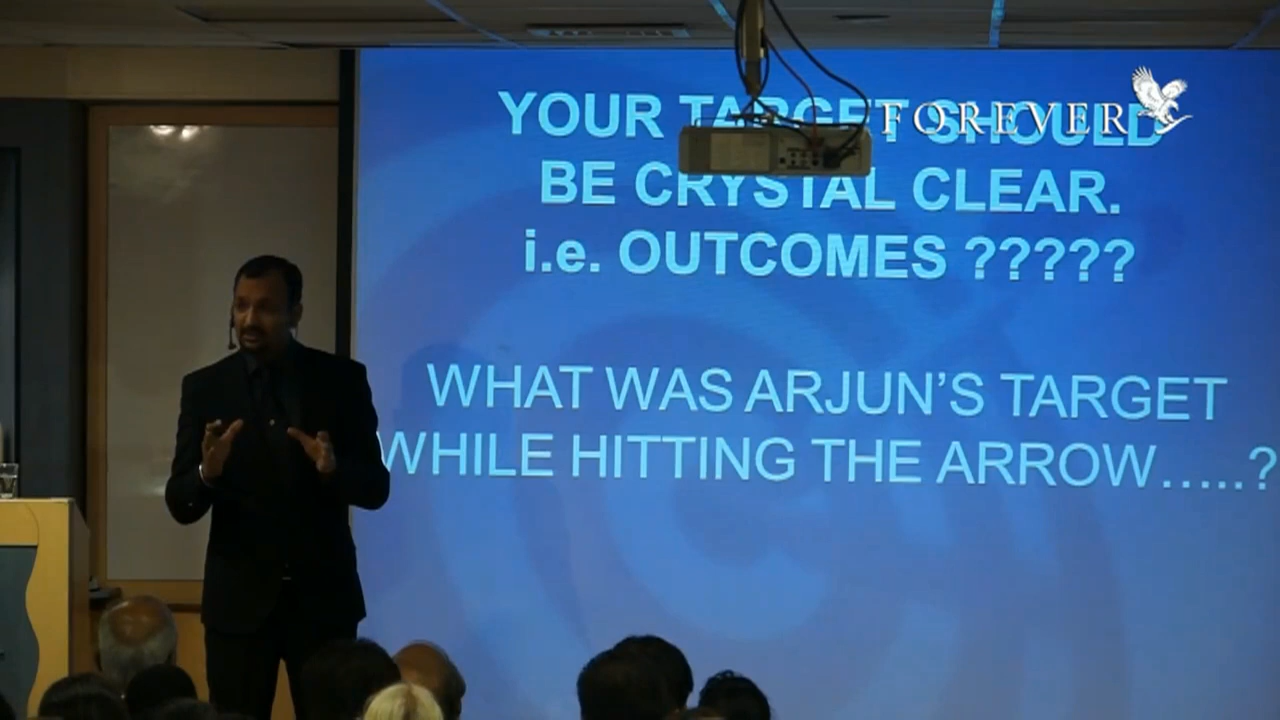 YOUR TARGET SHOULD
FOREVER
BE CRYSTAL CLEAR.
i.e. OUTCOMES ?????
WHAT WAS ARJUN'S TARGET
WHILE HITTING THE ARROW.....?